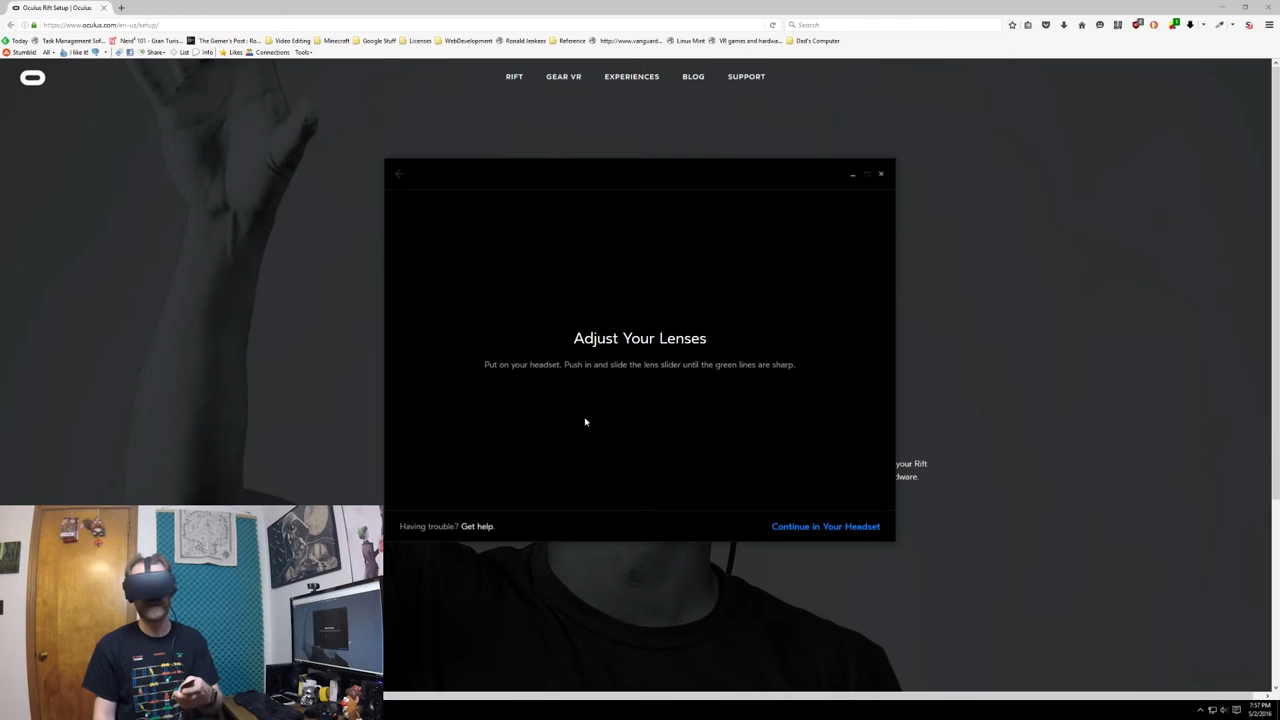 Oculus Rift Setup | Oculus
https://www.oculus.com/en-us/setup/
Search
Today
Task Management Sof...
Nerd³ 101 - Gran Turis...
The Gamer's Post : Ro...
Video Editing
Minecraft
Google Stuff
Licenses
WebDevelopment
Ronald Jenkees
Reference
http://www.vanguard...
Linux Mint
VR games and hardwa...
Dad's Computer
Stumble!
All
I like it!
Share
List
Info
Likes
Connections
Tools
RIFT
GEAR VR
EXPERIENCES
BLOG
SUPPORT
Adjust Your Lenses
Put on your headset. Push in and slide the lens slider until the green lines are sharp.
your Rift
dware.
Having trouble? Get help.
Continue in Your Headset
7:57 PM
5/2/2016